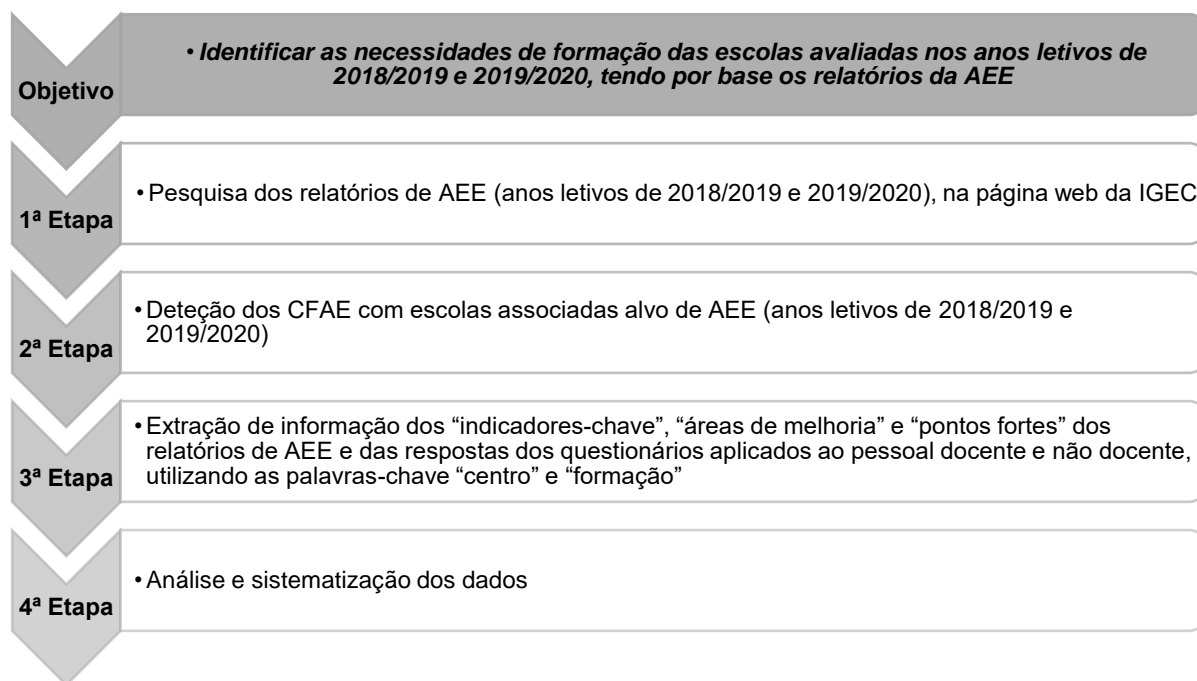 Objetivo
• Identificar as necessidades de formação das escolas avaliadas nos anos letivos de
2018/2019 e 2019/2020, tendo por base os relatórios da AEE
1ª Etapa
• Pesquisa dos relatórios de AEE (anos letivos de 2018/2019 e 2019/2020), na página web da IGEC
2ª Etapa
• Deteção dos CFAE com escolas associadas alvo de AEE (anos letivos de 2018/2019 e
2019/2020)
3ª Etapa
• Extração de informação dos “indicadores-chave”, “áreas de melhoria” e “pontos fortes” dos
relatórios de AEE e das respostas dos questionários aplicados ao pessoal docente e não docente,
utilizando as palavras-chave “centro” e “formação”
4ª Etapa
• Análise e sistematização dos dados